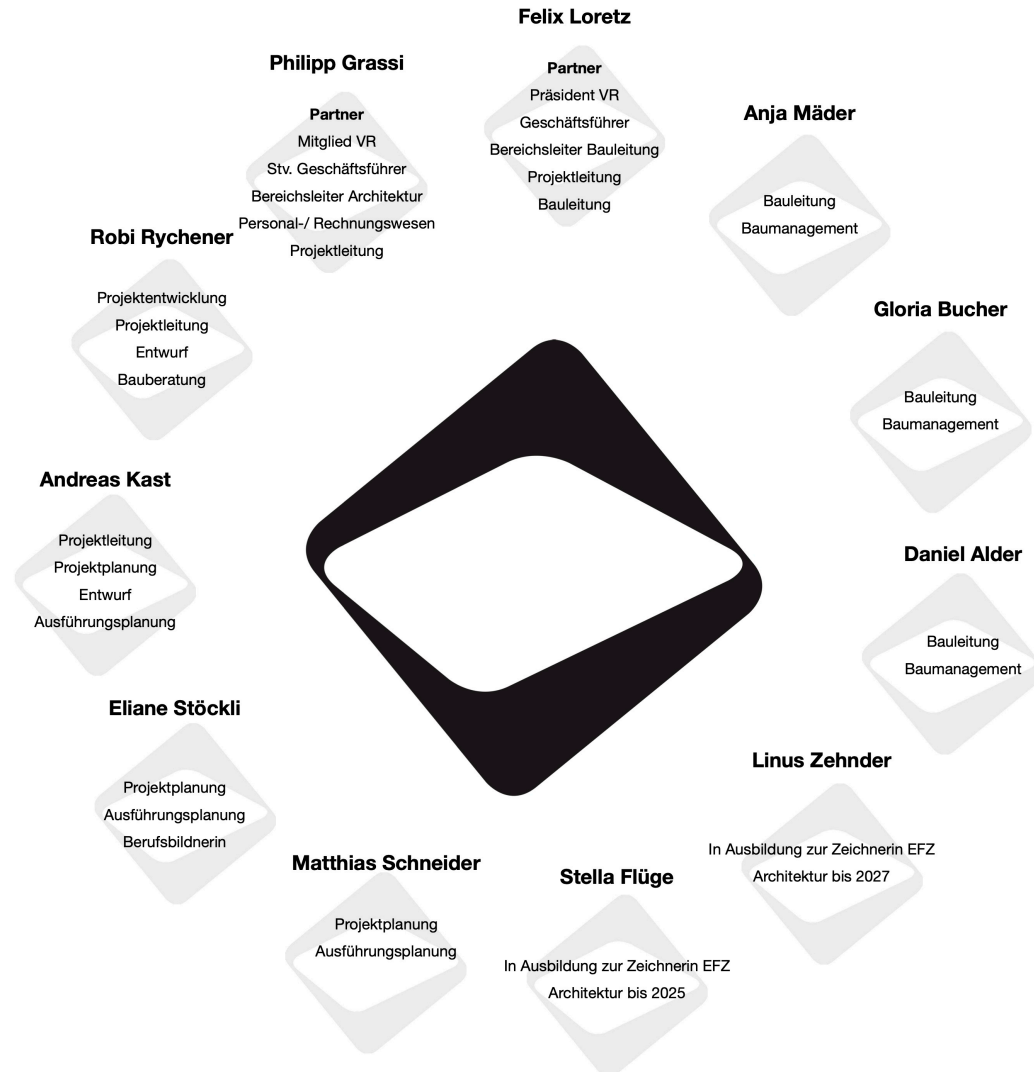 Felix Loretz
Partner
Präsident VR
Geschäftsführer
Bereichsleiter Bauleitung
Projektleitung
Bauleitung
Philipp Grassi
Partner
Mitglied VR
Stv. Geschäftsführer
Bereichsleiter Architektur
Personal-/ Rechnungswesen
Projektleitung
Anja Mäder
Bauleitung
Baumanagement
Robi Rychener
Projektentwicklung
Projektleitung
Entwurf
Bauberatung
Gloria Bucher
Bauleitung
Baumanagement
Andreas Kast
Projektleitung
Projektplanung
Entwurf
Ausführungsplanung
Daniel Alder
Bauleitung
Baumanagement
Eliane Stöckli
Projektplanung
Ausführungsplanung
Berufsbildnerin
Linus Zehnder
In Ausbildung zur Zeichnerin EFZ
Architektur bis 2027
Matthias Schneider
Projektplanung
Ausführungsplanung
Stella Flüge
In Ausbildung zur Zeichnerin EFZ
Architektur bis 2025